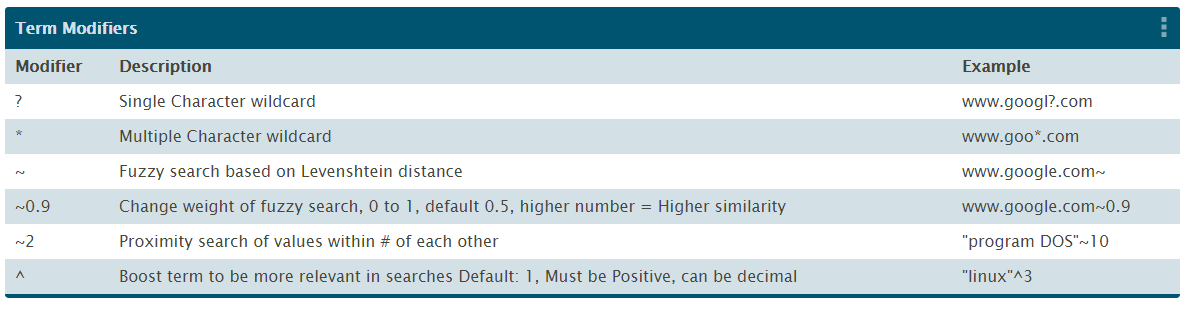 Term Modifiers
Modifier Description Example
? Single Character wildcard www.googl?.com
* Multiple Character wildcard www.goo*.com
~ Fuzzy search based on Levenshtein distance www.google.com~
~0.9 Change weight of fuzzy search, 0 to 1, default 0.5, higher number = Higher similarity www.google.com~0.9
~2 Proximity search of values within # of each other "program DOS"~10
^ Boost term to be more relevant in searches Default: 1, Must be Positive, can be decimal "linux"^3